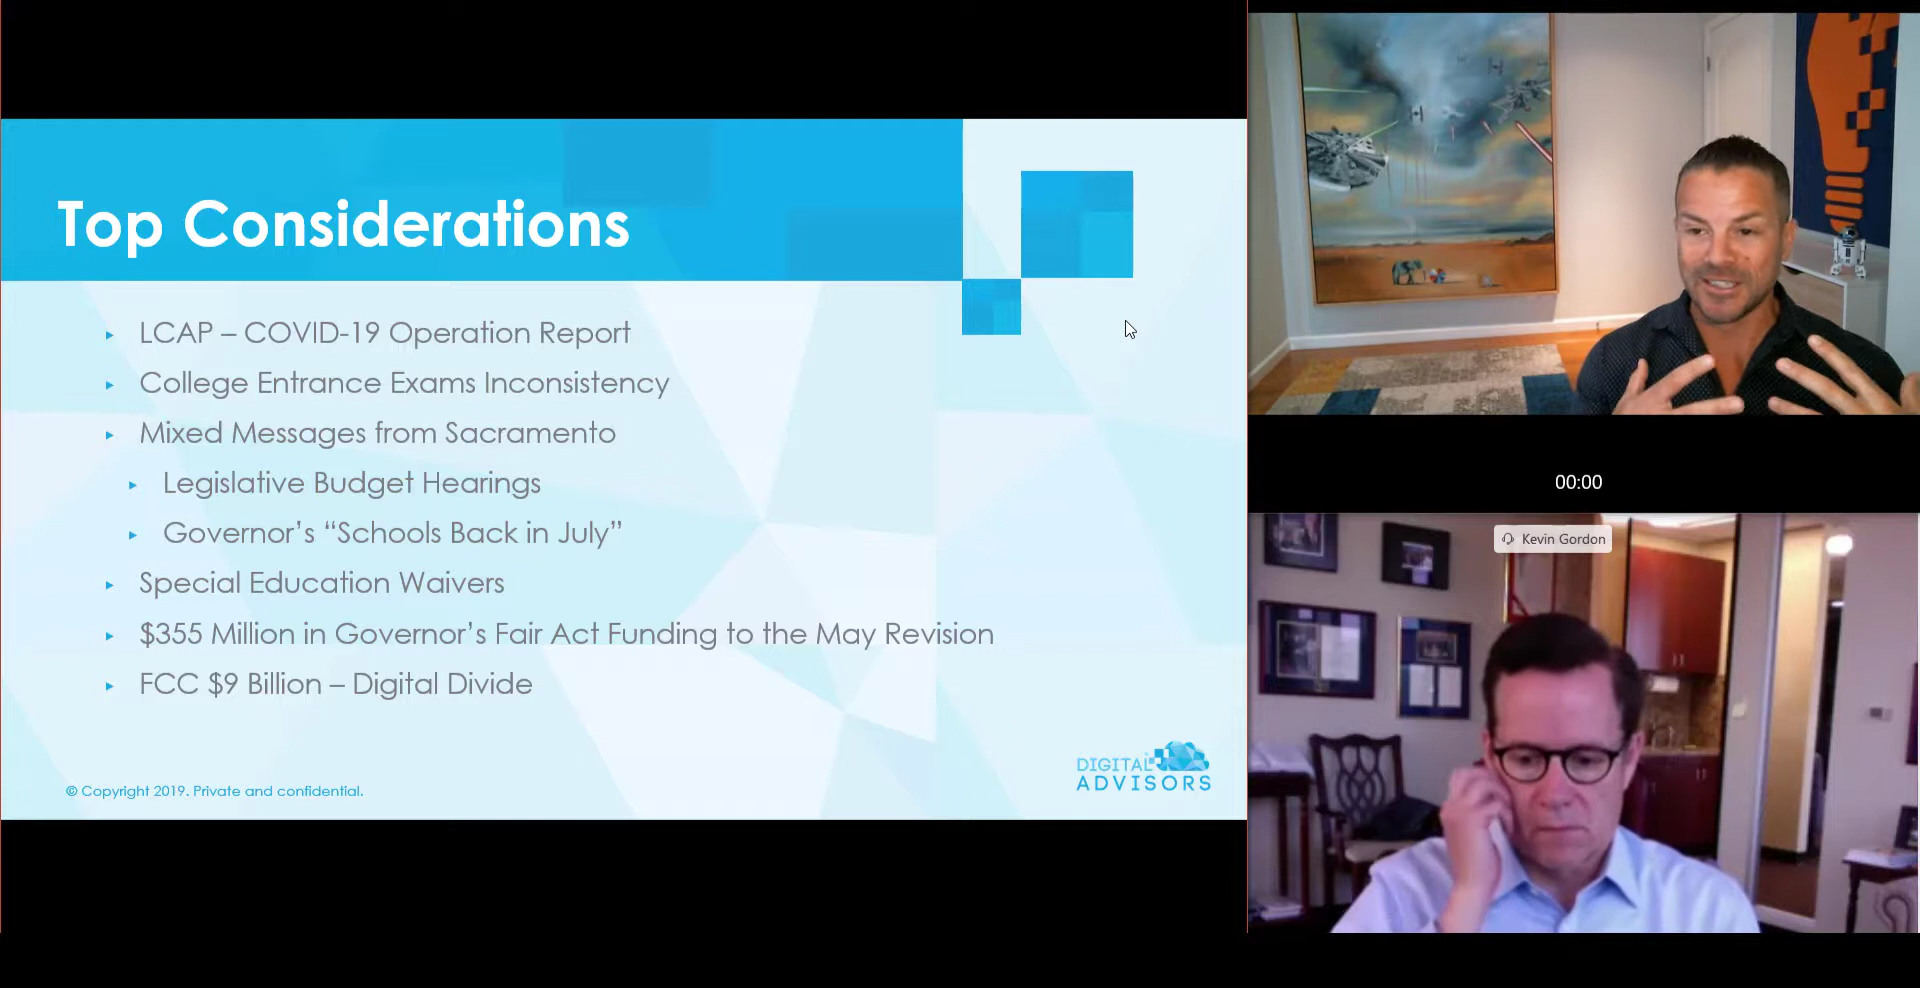 Top Considerations
LCAP – COVID-19 Operation Report
College Entrance Exams Inconsistency
Mixed Messages from Sacramento
Legislative Budget Hearings
Governor’s “Schools Back in July”
Special Education Waivers
$355 Million in Governor’s Fair Act Funding to the May Revision
FCC $9 Billion – Digital Divide
© Copyright 2019. Private and confidential.
DIGITAL
ADVISORS
00:00
Kevin Gordon